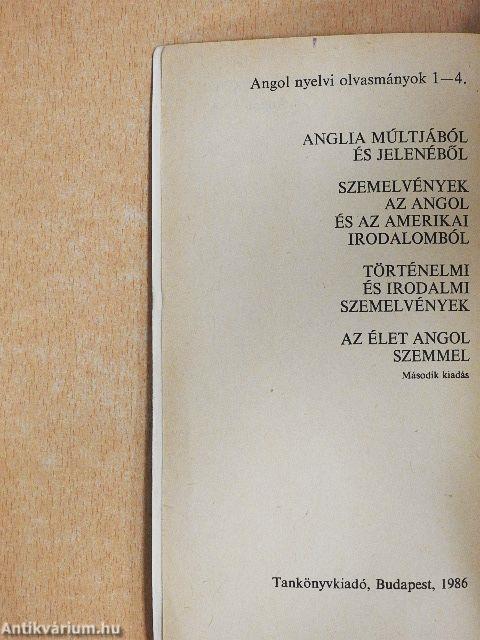 Angol nyelvi olvasmányok 1—4.
ANGLIA MÚLTJÁBÓL
ÉS JELENÉBŐL
SZEMELVÉNYEK
AZ ANGOL
ÉS AZ AMERIKAI
IRODALOMBÓL
TÖRTÉNELMI
ÉS IRODALMI
SZEMELVÉNYEK
AZ ÉLET ANGOL
SZEMMEL
Második kiadás
Tankönyvkiadó, Budapest, 1986
Antikvárium.hu